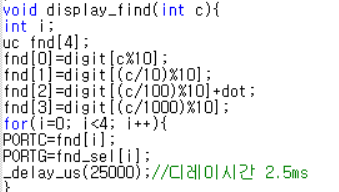 void display_find(int c){
int i;
uc fnd[4];
fnd[0]=digit[c%10];
fnd[1]=digit[(c/10)%10];
fnd[2]=digit[(c/100)%10]+dot;
fnd[3]=digit[(c/1000)%10];
for(i=0; i<4; i++){
PORTC=fnd[i];
PORTG=fnd_sel[i];
_delay_us(25000);//디레이시간 2.5ms
}